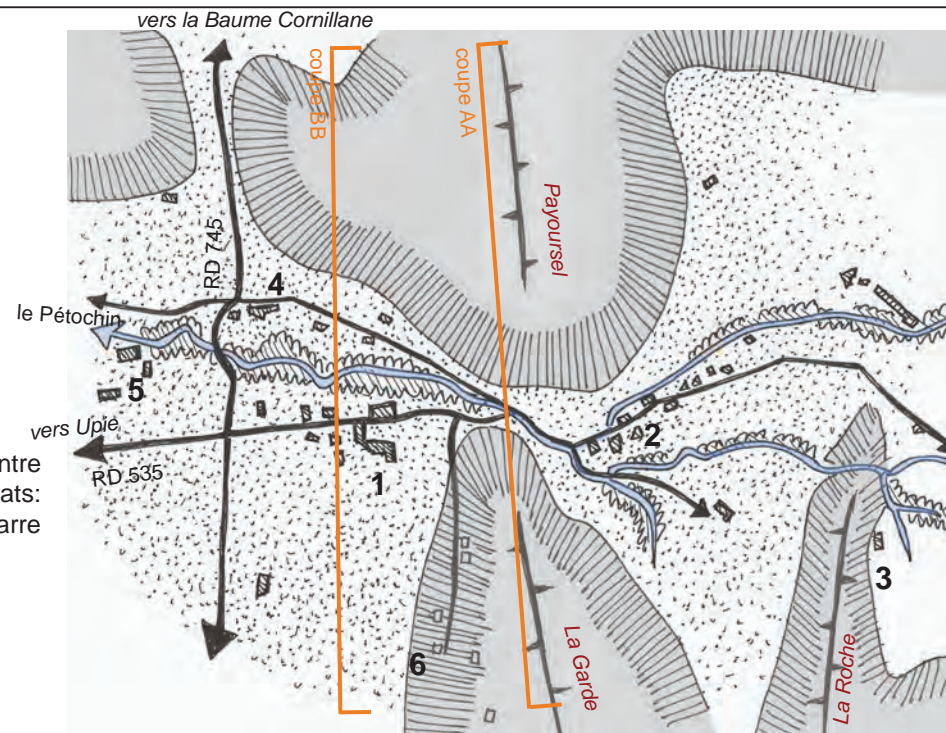 vers la Baume Cornillane
coupe BB
coupe AA
Payoursel
RD 745
4
le Pétochin
5
vers Upie
RD 535
1
2
3
6
ntre
ats:
arre
La Garde
La Roche